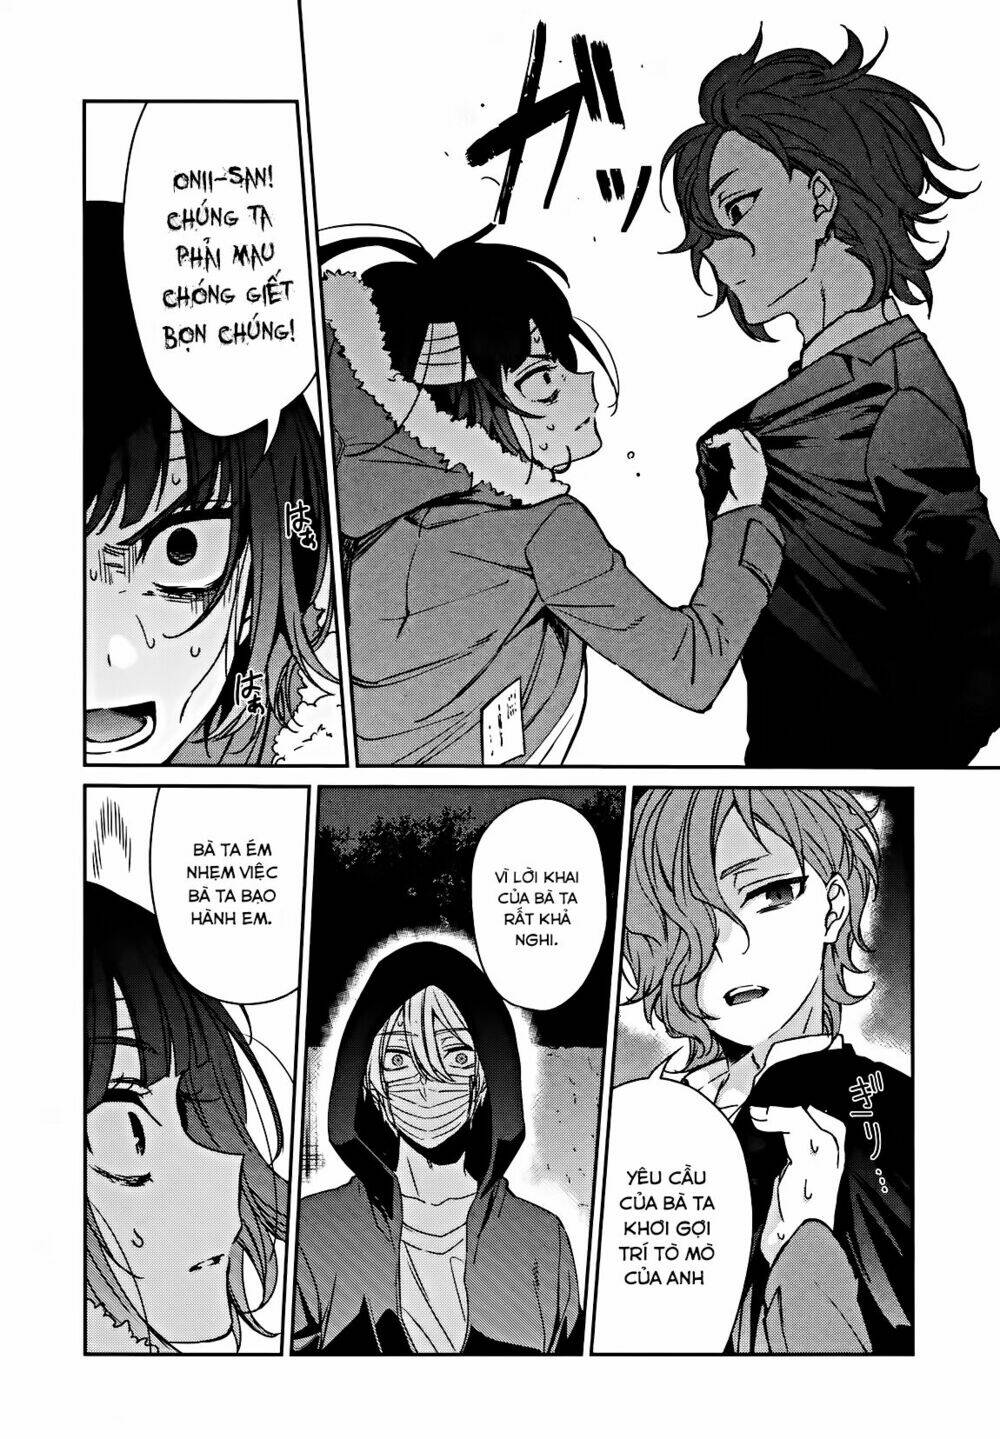 ガッ
ONII-SAN!
CHÚNG TA
PHẢI MAU
CHÓNG GIẾT
BỌN CHÚNG!
はぁ
はぁ
YÊU CẦU
CỦA BÀ TA
KHƠI GỢI
TRÍ TÒ MÒ
CỦA ANH
ギリ…
VÌ LỜI KHAI
CỦA BÀ TA
RẤT KHẢ
NGHI.
BÀ TA ÉM
NHẸM VIỆC
BÀ TA BẠO
HÀNH EM.